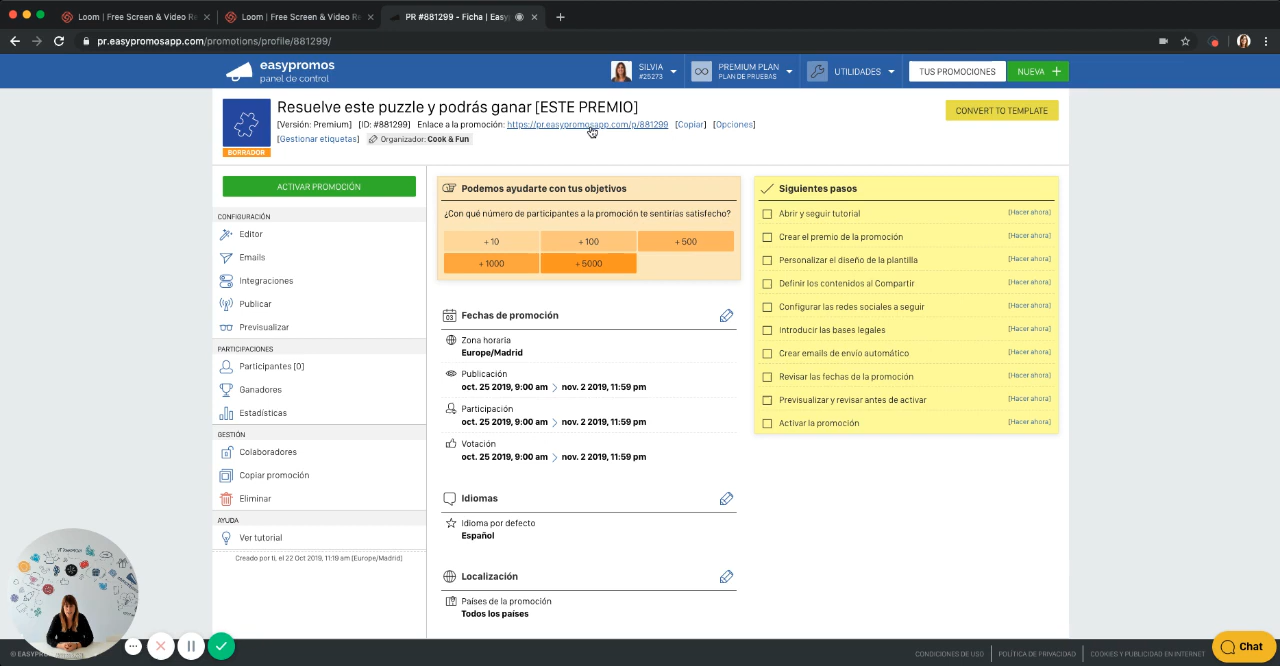 Loom | Free Screen & Video Re
Loom | Free Screen & Video Re
PR #881299 - Ficha | Easy
pr.easypromosapp.com/promotions/profile/881299/
easypromos
panel de control
SILVIA
#25273
PREMIUM PLAN
PLAN DE PRUEBAS
UTILIDADES
TUS PROMOCIONES
NUEVA +
Resuelve este puzzle y podrás ganar [ESTE PREMIO]
[Versión: Premium] [ID: #881299] Enlace a la promoción: https://pr.easypromosapp.com/p/881299 [Copiar] [Opciones]
[Gestionar etiquetas] Organizador: Cook & Fun
BORRADOR
CONVERT TO TEMPLATE
ACTIVAR PROMOCIÓN
CONFIGURACIÓN
Editor
Emails
Integraciones
Publicar
Previsualizar
PARTICIPACIONES
Participantes [0]
Ganadores
Estadísticas
GESTIÓN
Colaboradores
Copiar promoción
Eliminar
AYUDA
Ver tutorial
Creado por ti, el 22 Oct 2019, 11:19 am (Europe/Madrid)
Podemos ayudarte con tus objetivos
¿Con qué número de participantes a la promoción te sentirías satisfecho?
+ 10
+ 100
+ 500
+ 1000
+ 5000
Fechas de promoción
Zona horaria
Europe/Madrid
Publicación
oct. 25 2019, 9:00 am > nov. 2 2019, 11:59 pm
Participación
oct. 25 2019, 9:00 am > nov. 2 2019, 11:59 pm
Votación
oct. 25 2019, 9:00 am > nov. 2 2019, 11:59 pm
Idiomas
Idioma por defecto
Español
Localización
Países de la promoción
Todos los países
Siguientes pasos
Abrir y seguir tutorial [Hacer ahora]
Crear el premio de la promoción [Hacer ahora]
Personalizar el diseño de la plantilla [Hacer ahora]
Definir los contenidos al Compartir [Hacer ahora]
Configurar las redes sociales a seguir [Hacer ahora]
Introducir las bases legales [Hacer ahora]
Crear emails de envío automático [Hacer ahora]
Revisar las fechas de la promoción [Hacer ahora]
Previsualizar y revisar antes de activar [Hacer ahora]
Activar la promoción [Hacer ahora]
© EASYPROMOS
CONDICIONES DE USO
POLÍTICA DE PRIVACIDAD
COOKIES Y PUBLICIDAD EN INTERNET
Chat